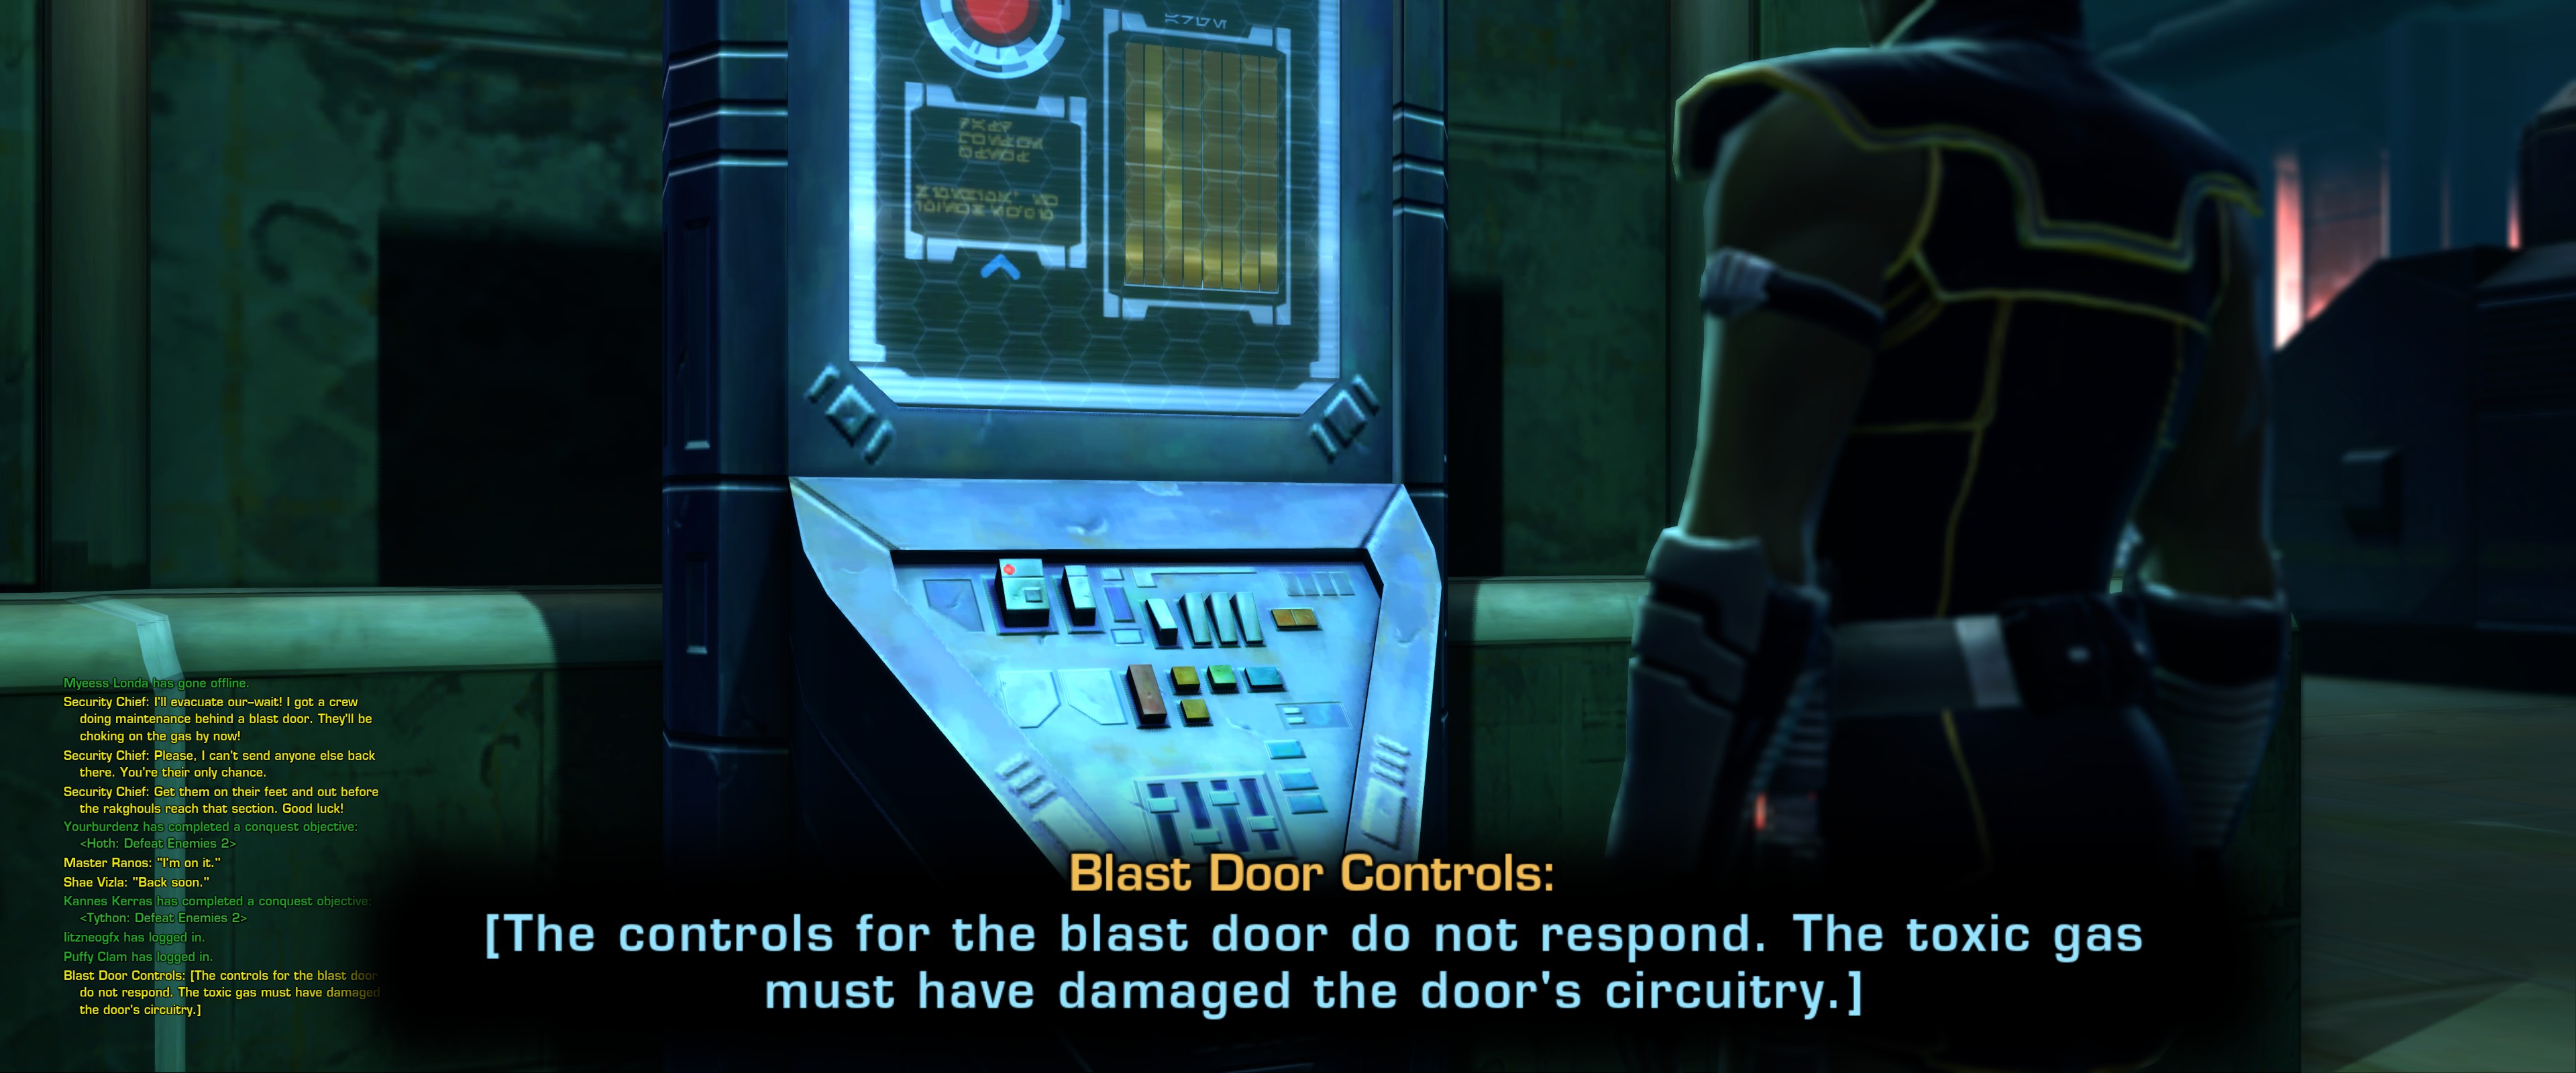 Myeess Londa has gone offline.
Security Chief: I'll evacuate our–wait! I got a crew
doing maintenance behind a blast door. They'll be
choking on the gas by now!
Security Chief: Please, I can't send anyone else back
there. You're their only chance.
Security Chief: Get them on their feet and out before
the rakghouls reach that section. Good luck!
Yourburdenz has completed a conquest objective:
<Hoth: Defeat Enemies 2>
Master Ranos: "I'm on it."
Shae Vizla: "Back soon."
Kannes Kerras has completed a conquest objective:
<Tython: Defeat Enemies 2>
Iitzneogfx has logged in.
Puffy Clam has logged in.
Blast Door Controls: [The controls for the blast door
do not respond. The toxic gas must have damaged
the door's circuitry.]
Blast Door Controls:
[The controls for the blast door do not respond. The toxic gas
must have damaged the door's circuitry.]